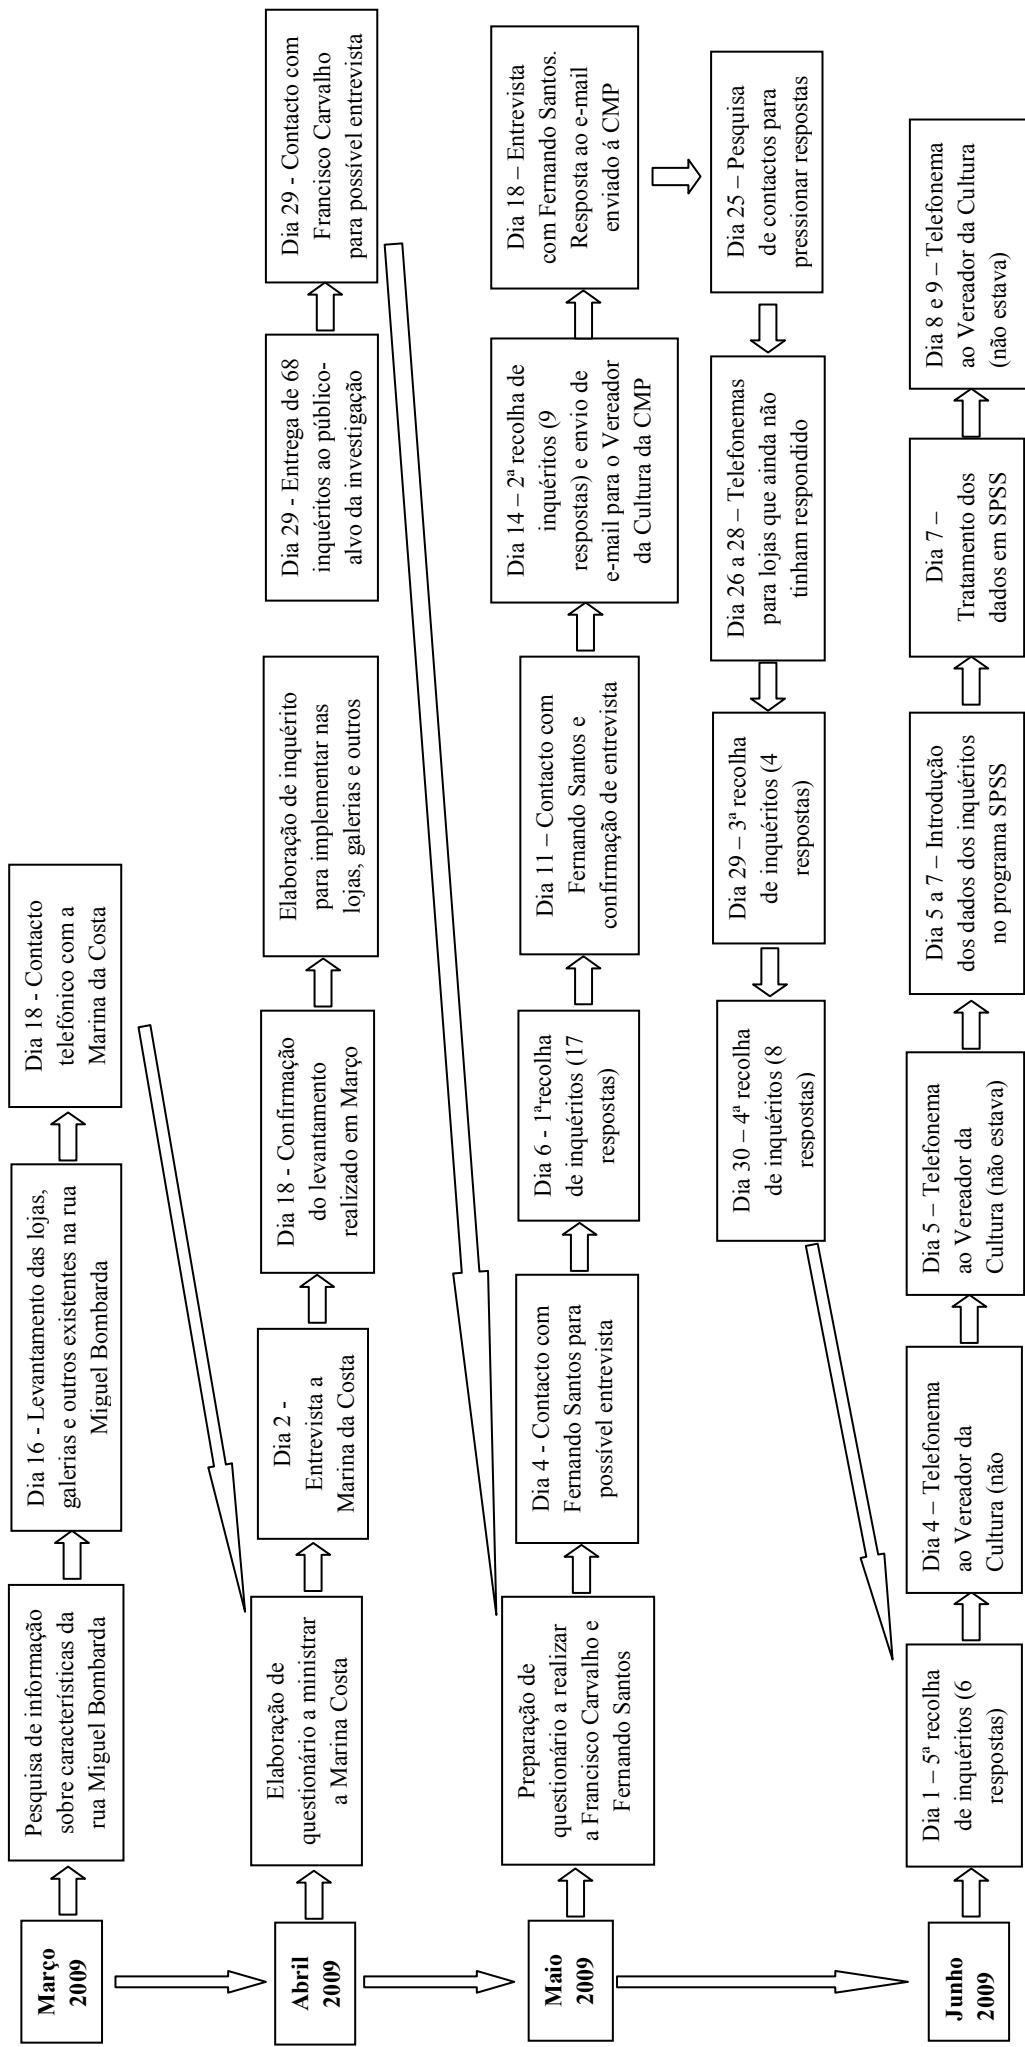 Março
2009
Pesquisa de informação
sobre características da
rua Miguel Bombarda
Dia 16 - Levantamento das lojas,
galerias e outros existentes na rua
Miguel Bombarda
Dia 18 - Contacto
telefónico com a
Marina da Costa
Abril
2009
Elaboração de
questionário a ministrar
a Marina Costa
Dia 2 -
Entrevista a
Marina da Costa
Dia 18 - Confirmação
do levantamento
realizado em Março
Elaboração de inquérito
para implementar nas
lojas, galerias e outros
Dia 29 - Entrega de 68
inquéritos ao público-
alvo da investigação
Dia 29 - Contacto com
Francisco Carvalho
para possível entrevista
Maio
2009
Preparação de
questionário a realizar
a Francisco Carvalho e
Fernando Santos
Dia 4 - Contacto com
Fernando Santos para
possível entrevista
Dia 6 - 1ªrecolha
de inquéritos (17
respostas)
Dia 11 – Contacto com
Fernando Santos e
confirmação de entrevista
Dia 14 – 2ª recolha de
inquéritos (9
respostas) e envio de
e-mail para o Vereador
da Cultura da CMP
Dia 18 – Entrevista
com Fernando Santos.
Resposta ao e-mail
enviado á CMP
Dia 25 – Pesquisa
de contactos para
pressionar respostas
Dia 26 a 28 – Telefonemas
para lojas que ainda não
tinham respondido
Dia 29 – 3ª recolha
de inquéritos (4
respostas)
Dia 30 – 4ª recolha
de inquéritos (8
respostas)
Junho
2009
Dia 1 – 5ª recolha
de inquéritos (6
respostas)
Dia 4 – Telefonema
ao Vereador da
Cultura (não
Dia 5 – Telefonema
ao Vereador da
Cultura (não estava)
Dia 5 a 7 – Introdução
dos dados dos inquéritos
no programa SPSS
Dia 7 –
Tratamento dos
dados em SPSS
Dia 8 e 9 – Telefonema
ao Vereador da Cultura
(não estava)